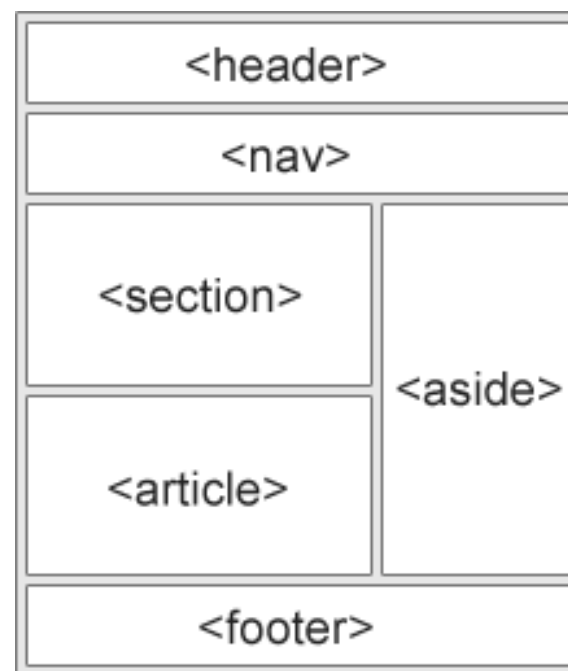 <header>
<nav>
<section>
<aside>
<article>
<footer>